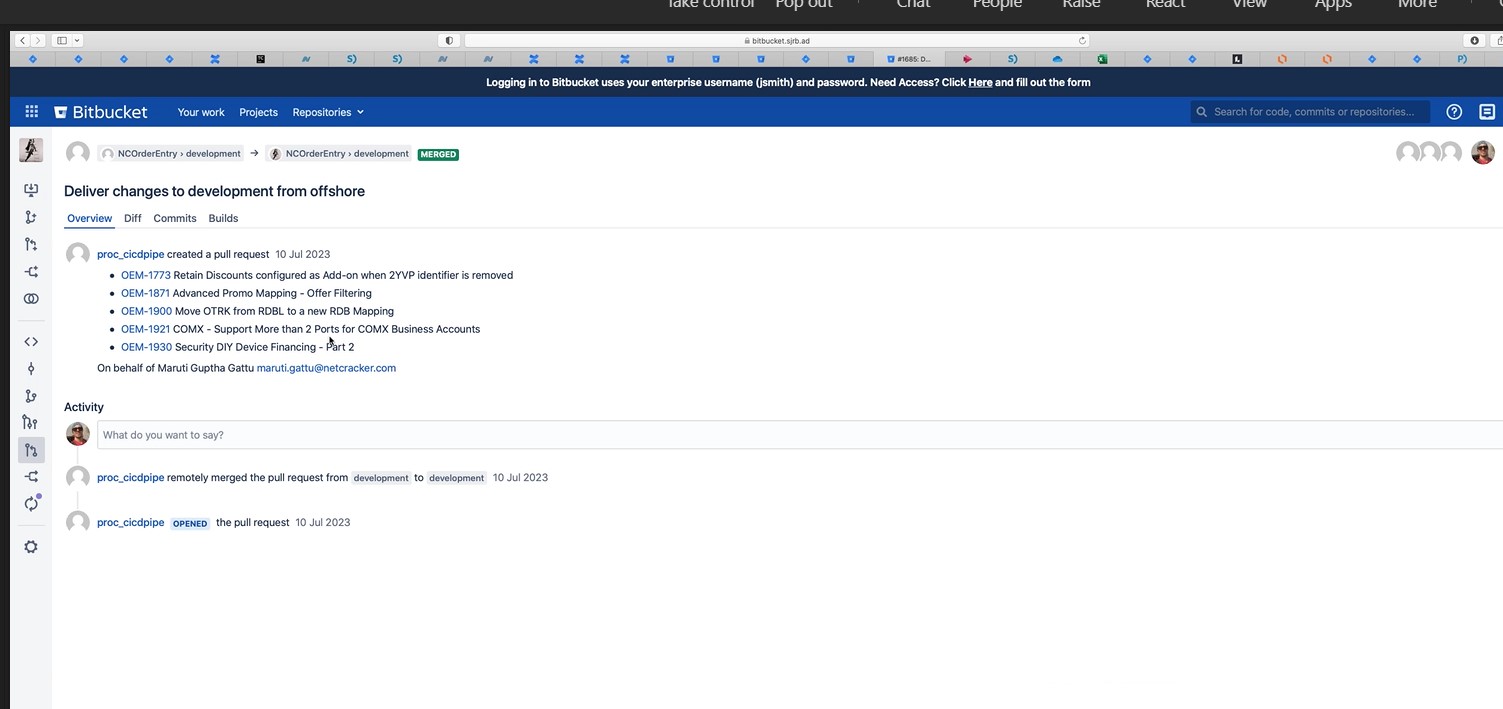 Take control Pop out Chat People Raise React View Apps More
bitbucket.sjrb.ad
#1685: D...
Logging in to Bitbucket uses your enterprise username (jsmith) and password. Need Access? Click Here and fill out the form
Bitbucket Your work Projects Repositories Search for code, commits or repositories...
NCOrderEntry › development → NCOrderEntry › development MERGED
Deliver changes to development from offshore
Overview Diff Commits Builds
proc_cicdpipe created a pull request 10 Jul 2023
• OEM-1773 Retain Discounts configured as Add-on when 2YVP identifier is removed
• OEM-1871 Advanced Promo Mapping - Offer Filtering
• OEM-1900 Move OTRK from RDBL to a new RDB Mapping
• OEM-1921 COMX - Support More than 2 Ports for COMX Business Accounts
• OEM-1930 Security DIY Device Financing - Part 2
On behalf of Maruti Guptha Gattu maruti.gattu@netcracker.com
Activity
What do you want to say?
proc_cicdpipe remotely merged the pull request from development to development 10 Jul 2023
proc_cicdpipe OPENED the pull request 10 Jul 2023